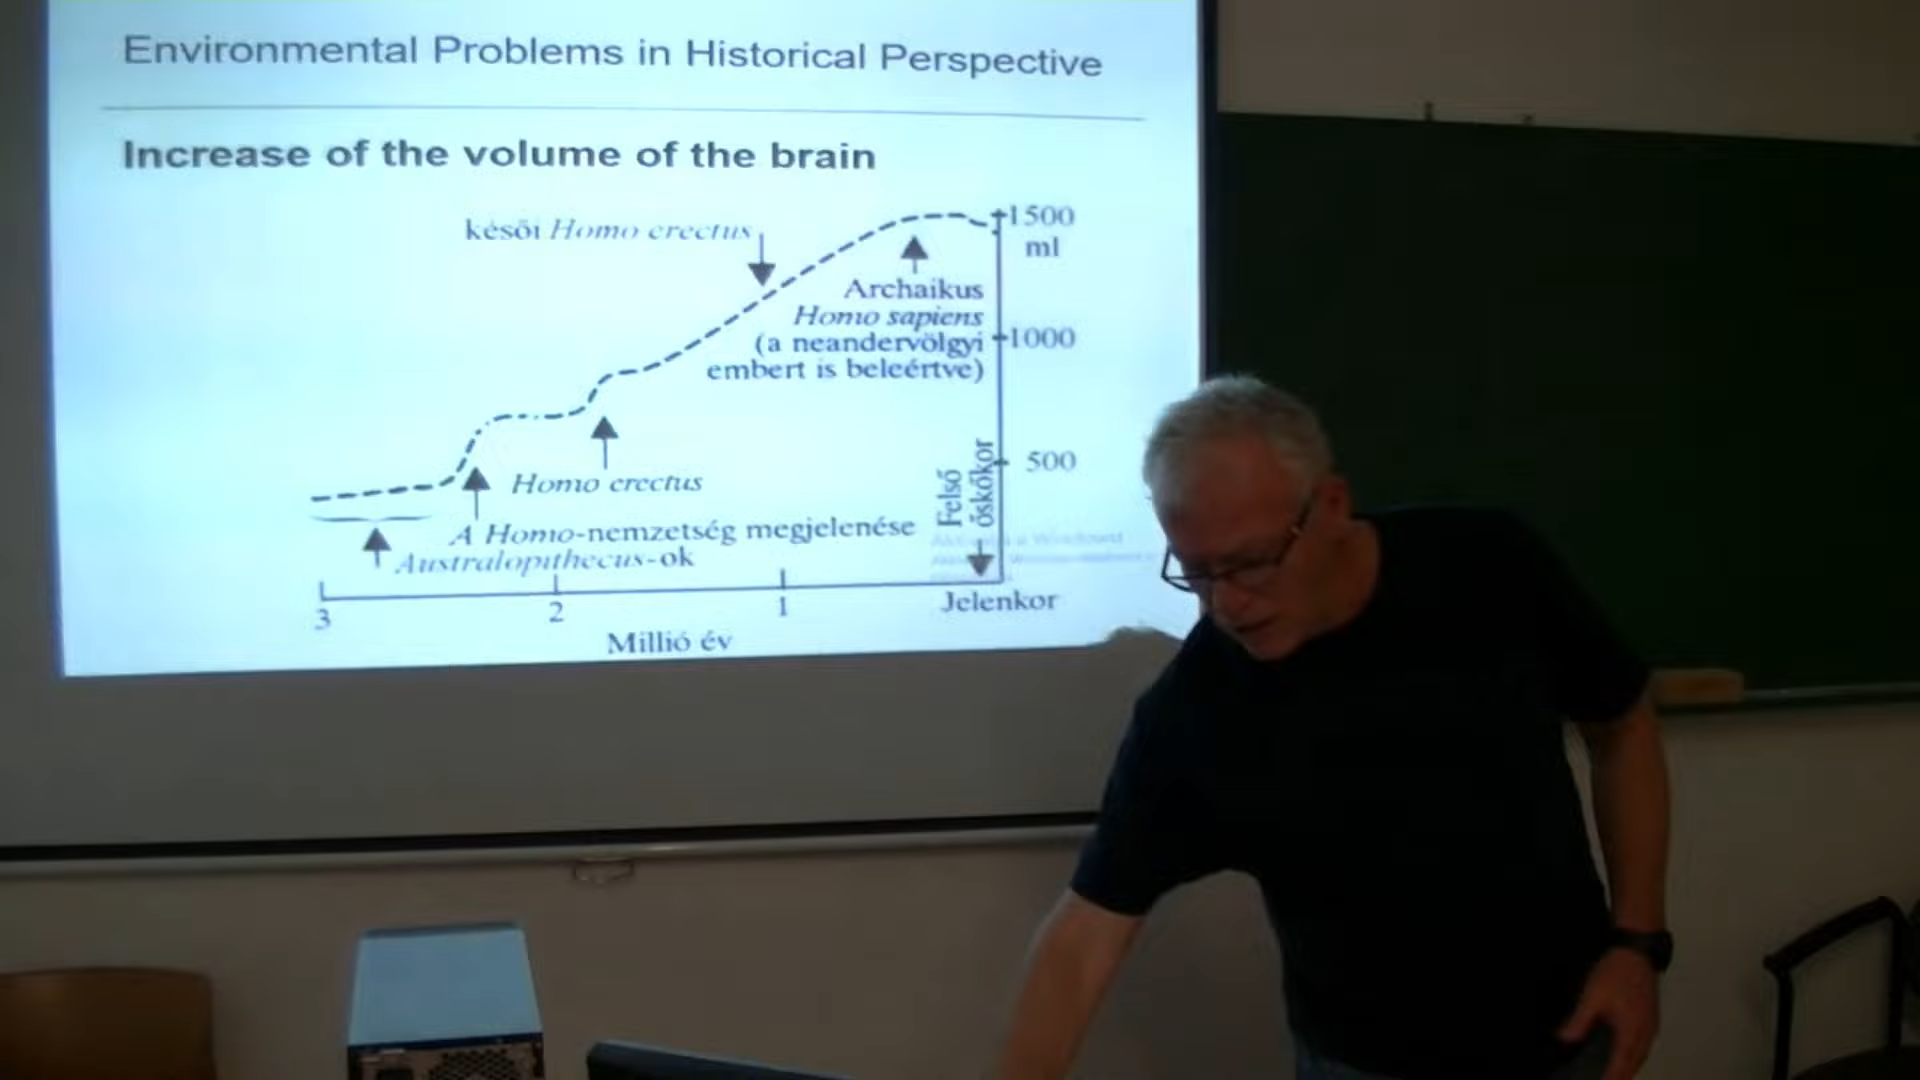 Environmental Problems in Historical Perspective
Increase of the volume of the brain
késői Homo erectus
1500
ml
Archaikus
Homo sapiens
(a neandervölgyi
embert is beleértve)
1000
500
Felső
őskőkor
Homo erectus
A Homo-nemzetség megjelenése
Australopithecus-ok
3
2
1
Jelenkor
Millió év